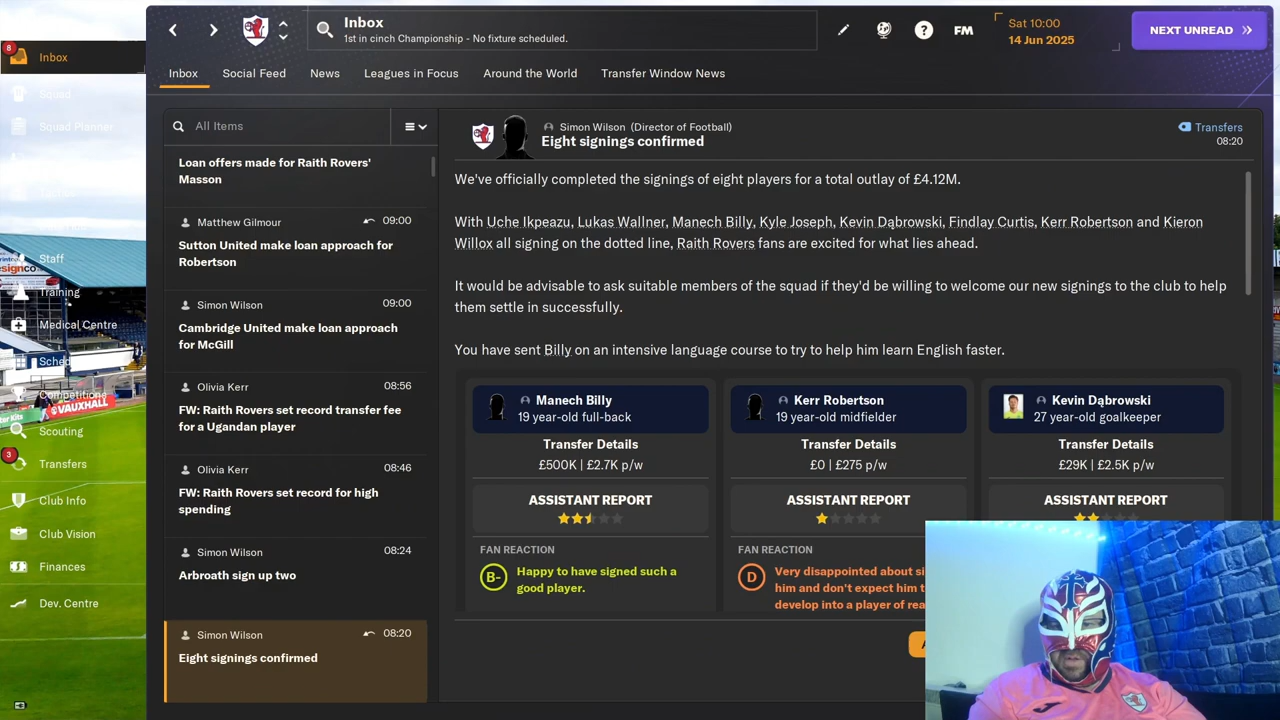 Inbox
1st in cinch Championship - No fixture scheduled.
FM
Sat 10:00
14 Jun 2025
NEXT UNREAD
8
Inbox
Squad
Squad Planner
Staff
Training
Medical Centre
Sched
Competitions
Scouting
3
Transfers
Club Info
Club Vision
Finances
Dev. Centre
VAUXHALL
Inbox
Social Feed
News
Leagues in Focus
Around the World
Transfer Window News
All Items
Loan offers made for Raith Rovers'
Masson
Matthew Gilmour
09:00
Sutton United make loan approach for
Robertson
Simon Wilson
09:00
Cambridge United make loan approach
for McGill
Olivia Kerr
08:56
FW: Raith Rovers set record transfer fee
for a Ugandan player
Olivia Kerr
08:46
FW: Raith Rovers set record for high
spending
Simon Wilson
08:24
Arbroath sign up two
Simon Wilson
08:20
Eight signings confirmed
Simon Wilson (Director of Football)
Eight signings confirmed
Transfers
08:20
We've officially completed the signings of eight players for a total outlay of £4.12M.
With Uche Ikpeazu, Lukas Wallner, Manech Billy, Kyle Joseph, Kevin Dąbrowski, Findlay Curtis, Kerr Robertson and Kieron
Willox all signing on the dotted line, Raith Rovers fans are excited for what lies ahead.
It would be advisable to ask suitable members of the squad if they'd be willing to welcome our new signings to the club to help
them settle in successfully.
You have sent Billy on an intensive language course to try to help him learn English faster.
Manech Billy
19 year-old full-back
Transfer Details
£500K | £2.7K p/w
ASSISTANT REPORT
FAN REACTION
B-
Happy to have signed such a
good player.
Kerr Robertson
19 year-old midfielder
Transfer Details
£0 | £275 p/w
ASSISTANT REPORT
FAN REACTION
D
Very disappointed about si
him and don't expect him t
develop into a player of rea
Kevin Dąbrowski
27 year-old goalkeeper
Transfer Details
£29K | £2.5K p/w
ASSISTANT REPORT